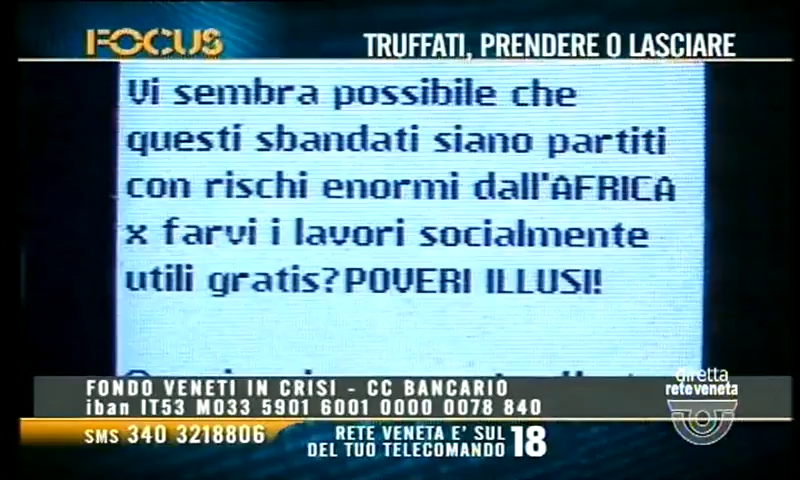 FOCUS
TRUFFATI, PRENDERE O LASCIARE
Vi sembra possibile che
questi sbandati siano partiti
con rischi enormi dall'AFRICA
x farvi i lavori socialmente
utili gratis?POVERI ILLUSI!
diretta
reteveneta
FONDO VENETI IN CRISI - CC BANCARIO
iban IT53 M033 5901 6001 0000 0078 840
SMS 340 3218806
RETE VENETA E' SUL
DEL TUO TELECOMANDO 18